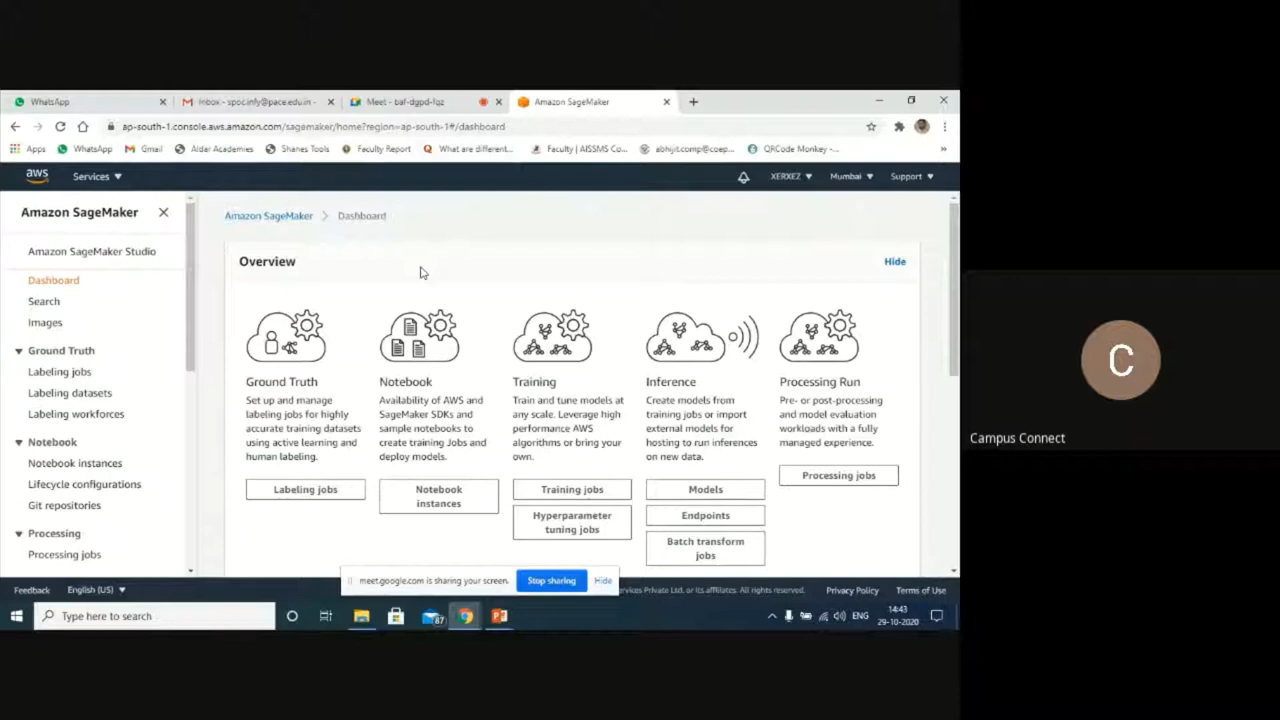 WhatsApp
Inbox - spoc.infy@pace.edu.in -
Meet - baf-dgpd-fqz
Amazon SageMaker
ap-south-1.console.aws.amazon.com/sagemaker/home?region=ap-south-1#/dashboard
Apps
WhatsApp
Gmail
Aldar Academies
Shanes Tools
Faculty Report
What are different...
Faculty | AISSMS Co...
abhijit.comp@coep...
QRCode Monkey -...
aws
Services
XERXEZ
Mumbai
Support
Amazon SageMaker
Amazon SageMaker Studio
Dashboard
Search
Images
Ground Truth
Labeling jobs
Labeling datasets
Labeling workforces
Notebook
Notebook instances
Lifecycle configurations
Git repositories
Processing
Processing jobs
Amazon SageMaker > Dashboard
Overview
Hide
Ground Truth
Set up and manage
labeling jobs for highly
accurate training datasets
using active learning and
human labeling.
Labeling jobs
Notebook
Availability of AWS and
SageMaker SDKs and
sample notebooks to
create training Jobs and
deploy models.
Notebook
instances
Training
Train and tune models at
any scale. Leverage high
performance AWS
algorithms or bring your
own.
Training jobs
Hyperparameter
tuning jobs
Inference
Create models from
training jobs or import
external models for
hosting to run inferences
on new data.
Models
Endpoints
Batch transform
jobs
Processing Run
Pre- or post-processing
and model evaluation
workloads with a fully
managed experience.
Processing jobs
meet.google.com is sharing your screen.
Stop sharing
Hide
Feedback
English (US)
ervices Private Ltd, or its affiliates. All rights reserved.
Privacy Policy
Terms of Use
Type here to search
87
ENG
14:43
29-10-2020
C
Campus Connect